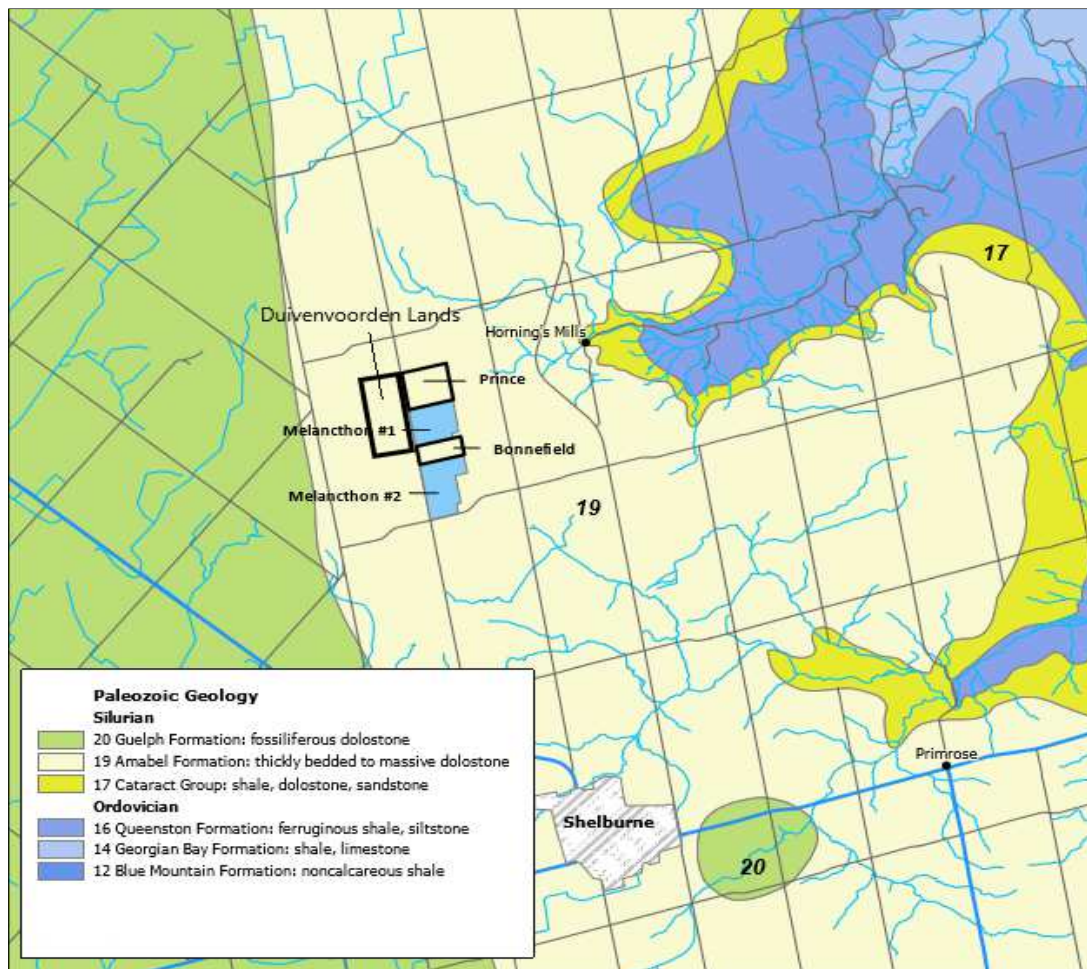 17
Duivenvoorden Lands
Horning's Mills
Prince
Melancthon #1
Bonnefield
Melancthon #2
19
Paleozoic Geology
Silurian
20 Guelph Formation: fossiliferous dolostone
19 Amabel Formation: thickly bedded to massive dolostone
17 Cataract Group: shale, dolostone, sandstone
Ordovician
16 Queenston Formation: ferruginous shale, siltstone
14 Georgian Bay Formation: shale, limestone
12 Blue Mountain Formation: noncalcareous shale
Primrose
Shelburne
20